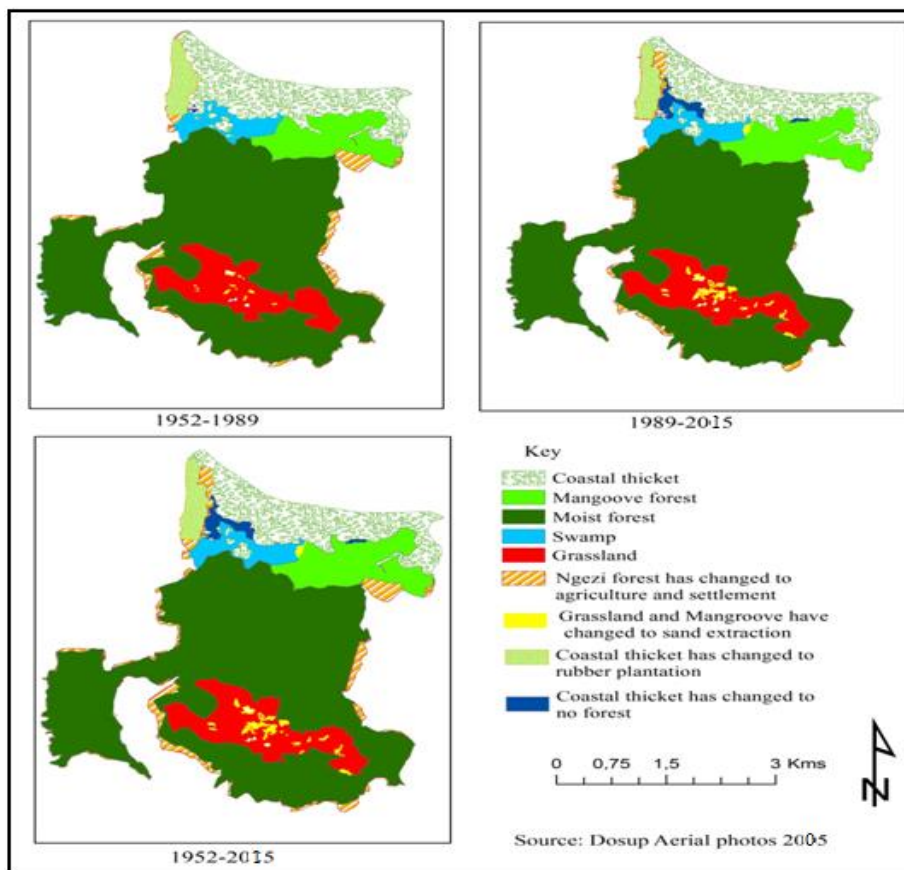 1952-1989
1989-2015
1952-2015
Key
Coastal thicket
Mangoove forest
Moist forest
Swamp
Grassland
Ngezi forest has changed to
agriculture and settlement
Grassland and Mangroove have
changed to sand extraction
Coastal thicket has changed to
rubber plantation
Coastal thicket has changed to
no forest
0 0,75 1,5 3 Kms
N
Source: Dosup Aerial photos 2005